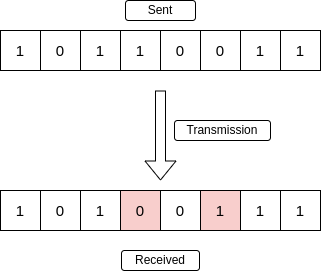 Sent
1 0 1 1 0 0 1 1
Transmission
1 0 1 0 0 1 1 1
Received